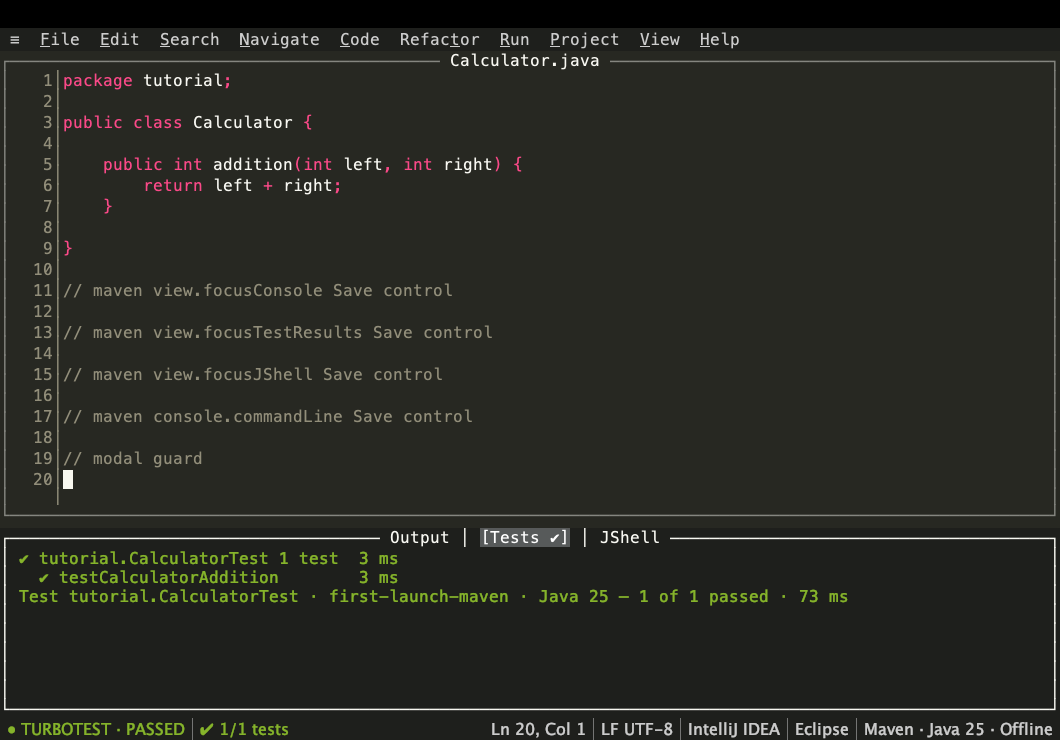 ≡ File Edit Search Navigate Code Refactor Run Project View Help
Calculator.java
1 package tutorial;
2
3 public class Calculator {
4
5     public int addition(int left, int right) {
6         return left + right;
7     }
8
9 }
10
11 // maven view.focusConsole Save control
12
13 // maven view.focusTestResults Save control
14
15 // maven view.focusJShell Save control
16
17 // maven console.commandLine Save control
18
19 // modal guard
20
Output | [Tests ✔] | JShell
✔ tutorial.CalculatorTest 1 test  3 ms
  ✔ testCalculatorAddition        3 ms
Test tutorial.CalculatorTest · first-launch-maven · Java 25 — 1 of 1 passed · 73 ms
● TURBOTEST · PASSED | ✔ 1/1 tests Ln 20, Col 1 | LF UTF-8 | IntelliJ IDEA | Eclipse | Maven · Java 25 · Offline